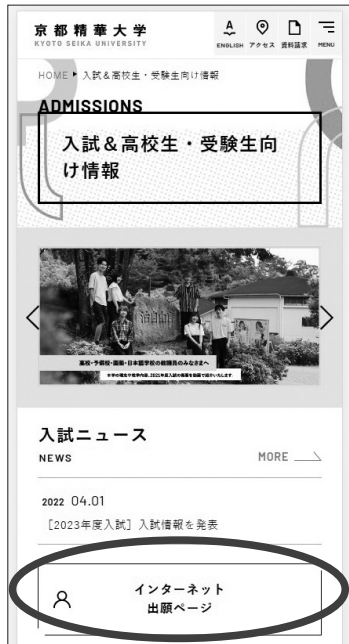 京都精華大学
KYOTO SEIKA UNIVERSITY
ENGLISH アクセス 資料請求 MENU
HOME ▶ 入試&高校生・受験生向け情報
ADMISSIONS
入試&高校生・受験生向
け情報
高校・予備校・画塾・日本語学校の教職員のみなさまへ
入試ニュース
NEWS
MORE
2022 04.01
[2023年度入試] 入試情報を発表
インターネット
出願ページ